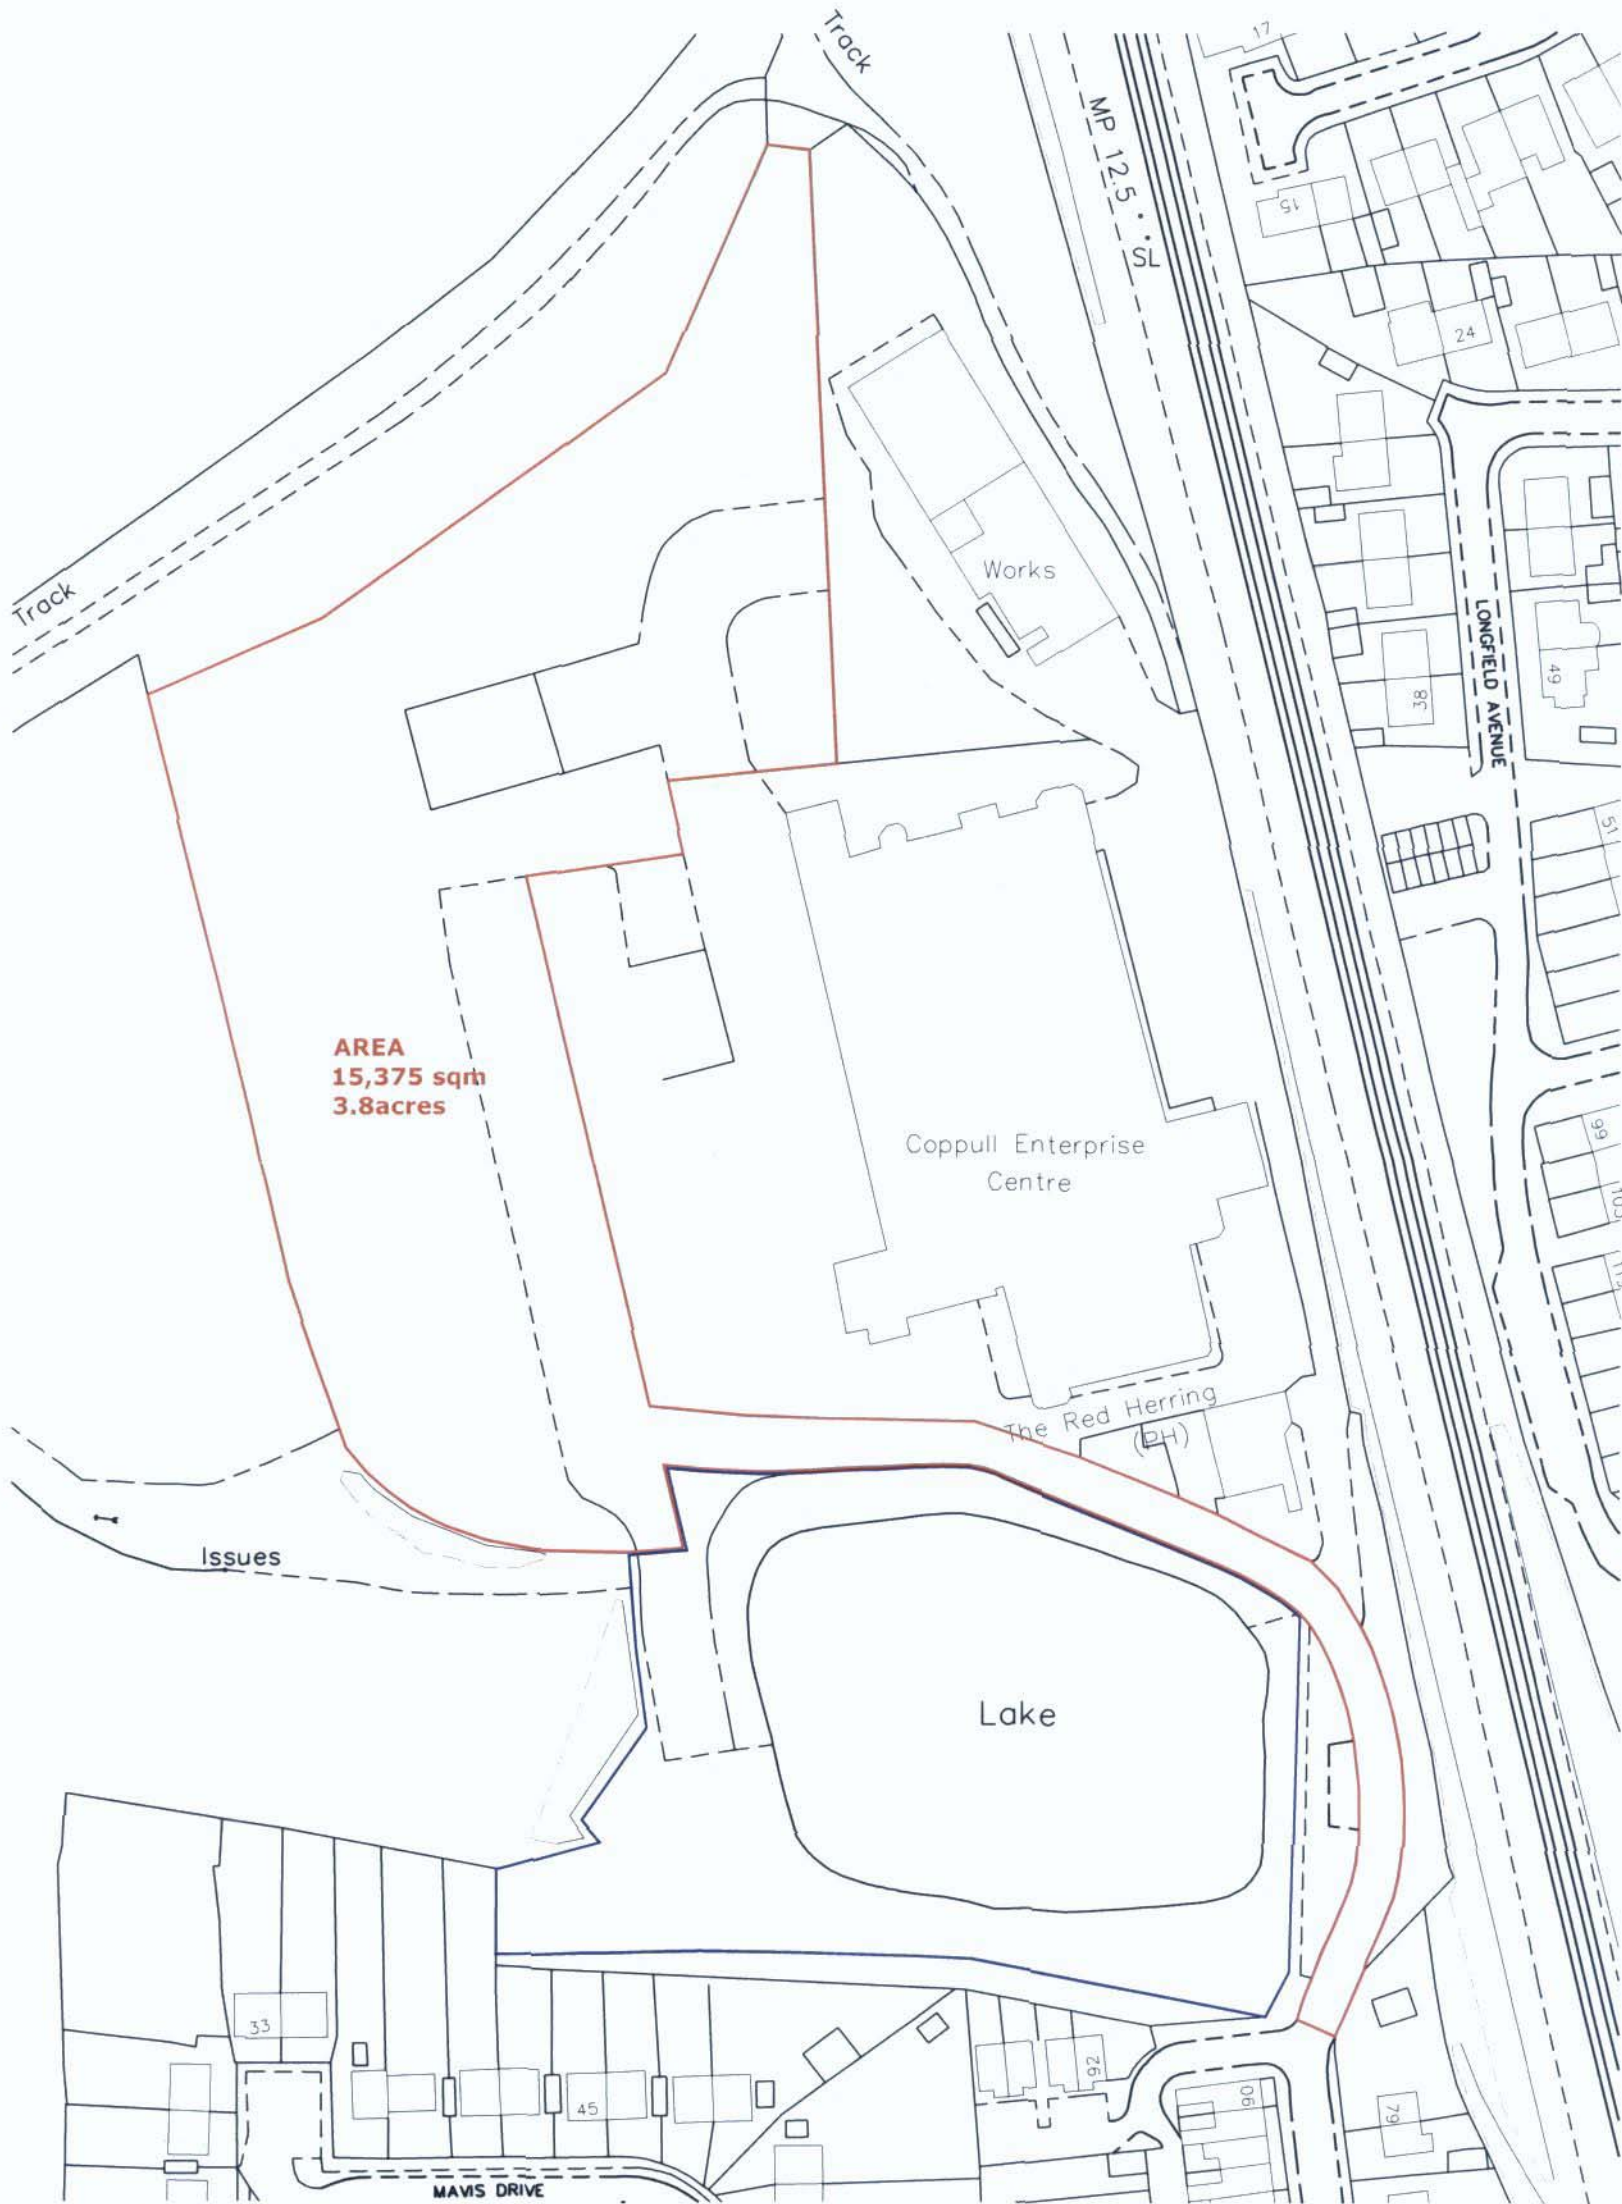 Track
17
MP 12.5
SL
15
24
Track
Works
LONGFIELD AVENUE
49
38
51
AREA
15,375 sqm
3.8acres
Coppull Enterprise
Centre
99
The Red Herring
(PH)
Issues
Lake
33
45
92
90
79
MAVIS DRIVE